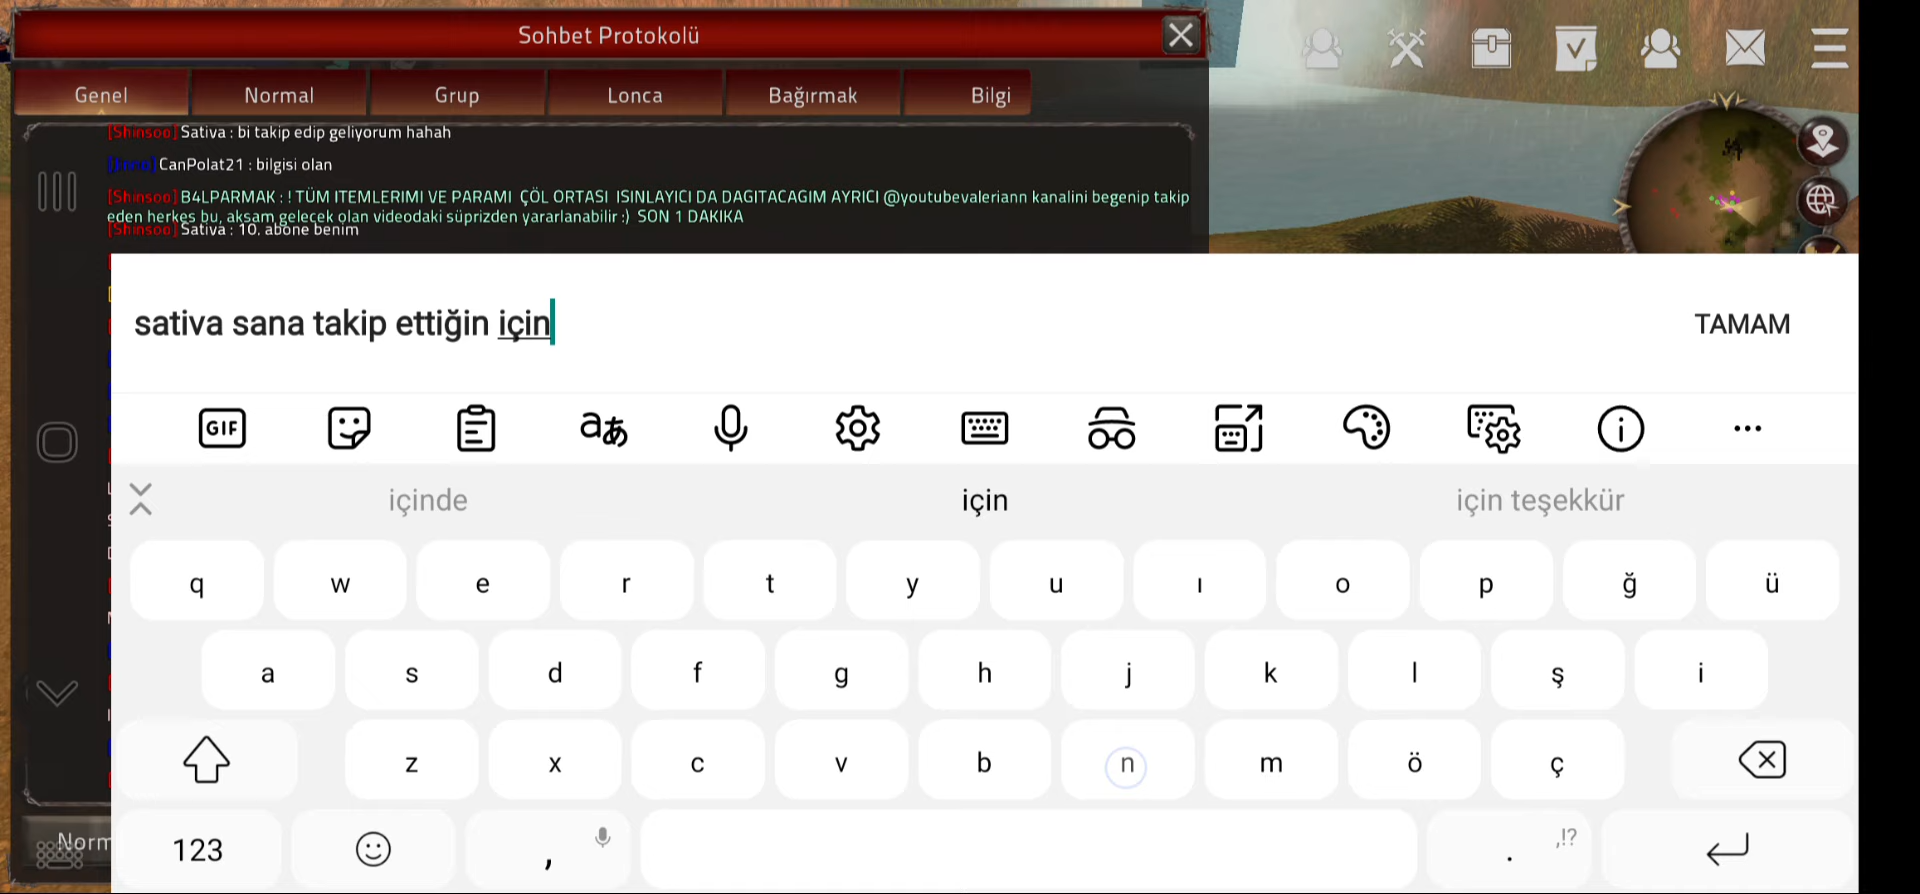 Sohbet Protokolü
Genel Normal Grup Lonca Bağırmak Bilgi
[Shinsoo] Sativa : bi takip edip geliyorum hahah
CanPolat21 : bilgisi olan
[Shinsoo] B4LPARMAK : ! TÜM ITEMLERIMI VE PARAMI ÇÖL ORTASI ISINLAYICI DA DAGITACAGIM AYRICI @youtubevaleriann kanalini begenip takip
eden herkes bu, aksam gelecek olan videodaki süprizden yararlanabilir :) SON 1 DAKIKA
[Shinsoo] Sativa : 10. abone benim
sativa sana takip ettiğin için
TAMAM
GIF
içinde için için teşekkür
q w e r t y u ı o p ğ ü
a s d f g h j k l ş i
z x c v b n m ö ç
Norm
123 , . ,!?